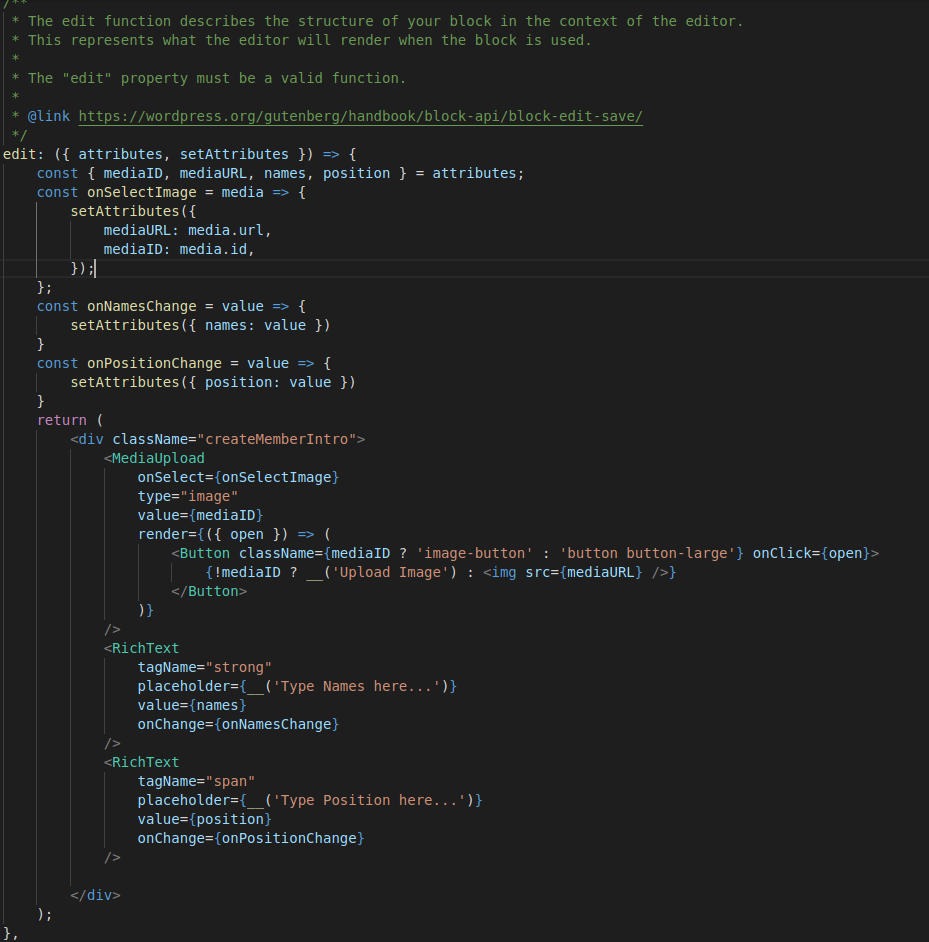 /**
 * The edit function describes the structure of your block in the context of the editor.
 * This represents what the editor will render when the block is used.
 *
 * The "edit" property must be a valid function.
 *
 * @link https://wordpress.org/gutenberg/handbook/block-api/block-edit-save/
 */
edit: ({ attributes, setAttributes }) => {
    const { mediaID, mediaURL, names, position } = attributes;
    const onSelectImage = media => {
        setAttributes({
            mediaURL: media.url,
            mediaID: media.id,
        });
    };
    const onNamesChange = value => {
        setAttributes({ names: value })
    }
    const onPositionChange = value => {
        setAttributes({ position: value })
    }
    return (
        <div className="createMemberIntro">
            <MediaUpload
                onSelect={onSelectImage}
                type="image"
                value={mediaID}
                render={({ open }) => (
                    <Button className={mediaID ? 'image-button' : 'button button-large'} onClick={open}>
                        {!mediaID ? __('Upload Image') : <img src={mediaURL} />}
                    </Button>
                )}
            />
            <RichText
                tagName="strong"
                placeholder={__('Type Names here...')}
                value={names}
                onChange={onNamesChange}
            />
            <RichText
                tagName="span"
                placeholder={__('Type Position here...')}
                value={position}
                onChange={onPositionChange}
            />

        </div>
    );
},